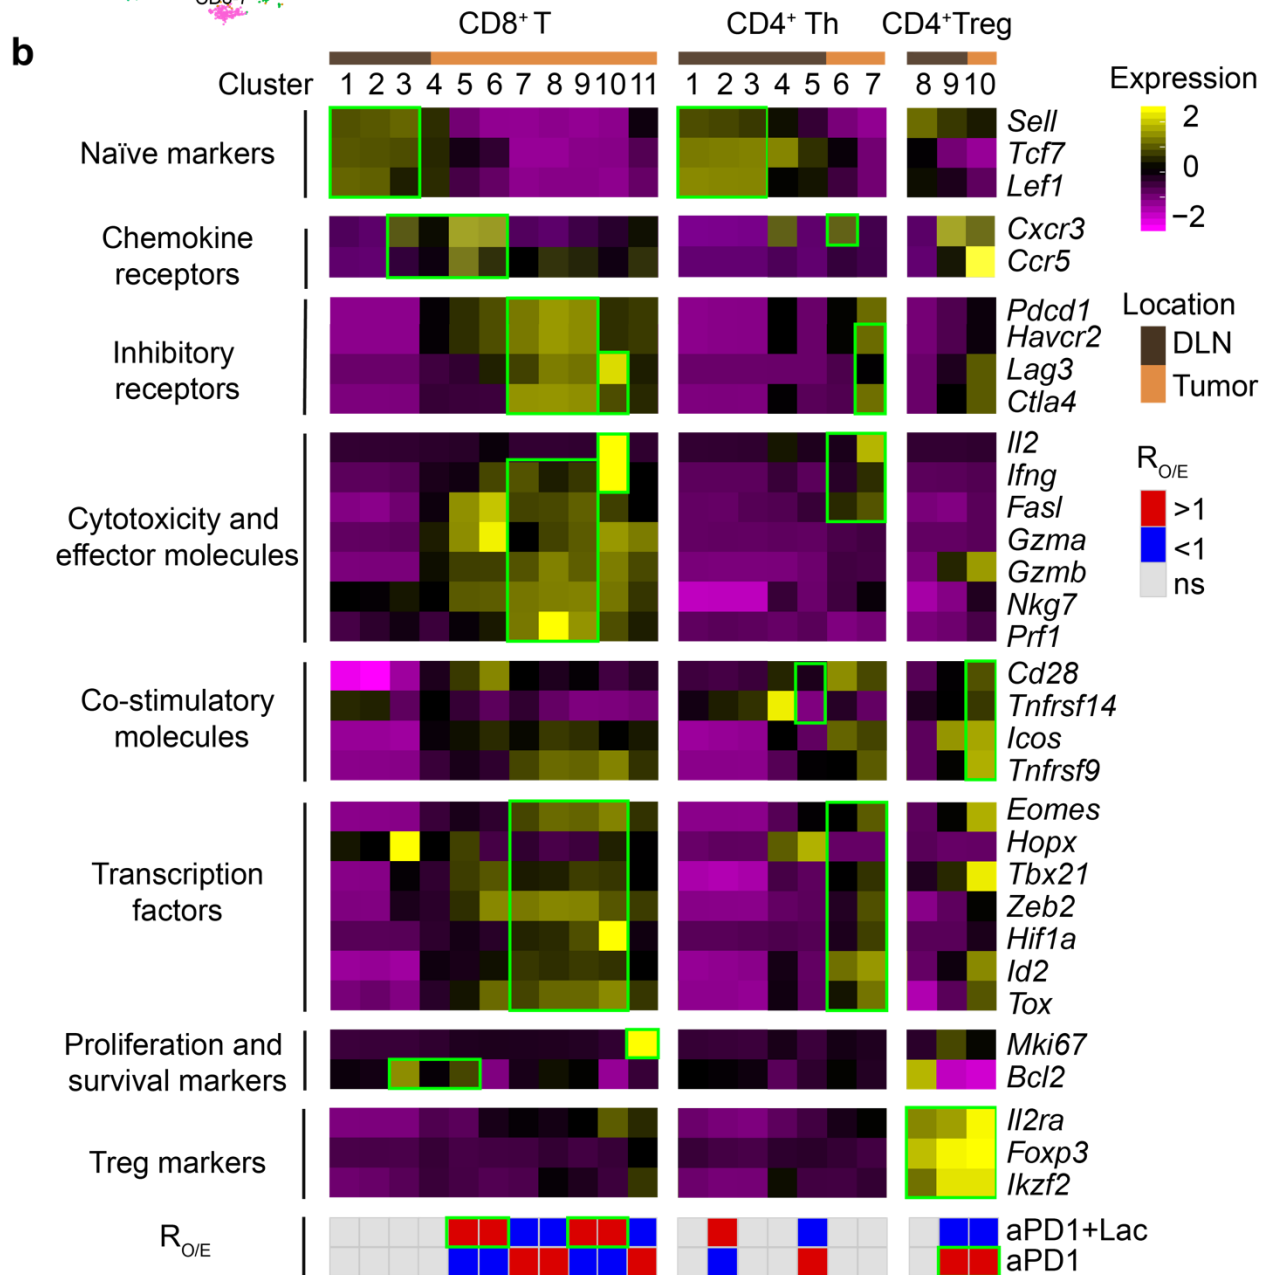 b
CD8+ T CD4+ Th CD4+Treg
Cluster 1 2 3 4 5 6 7 8 9 10 11 1 2 3 4 5 6 7 8 9 10
Expression
2
0
−2
Naïve markers
Sell
Tcf7
Lef1
Chemokine
receptors
Cxcr3
Ccr5
Location
DLN
Tumor
Inhibitory
receptors
Pdcd1
Havcr2
Lag3
Ctla4
RO/E
>1
<1
ns
Cytotoxicity and
effector molecules
Il2
Ifng
Fasl
Gzma
Gzmb
Nkg7
Prf1
Co-stimulatory
molecules
Cd28
Tnfrsf14
Icos
Tnfrsf9
Transcription
factors
Eomes
Hopx
Tbx21
Zeb2
Hif1a
Id2
Tox
Proliferation and
survival markers
Mki67
Bcl2
Treg markers
Il2ra
Foxp3
Ikzf2
RO/E
aPD1+Lac
aPD1